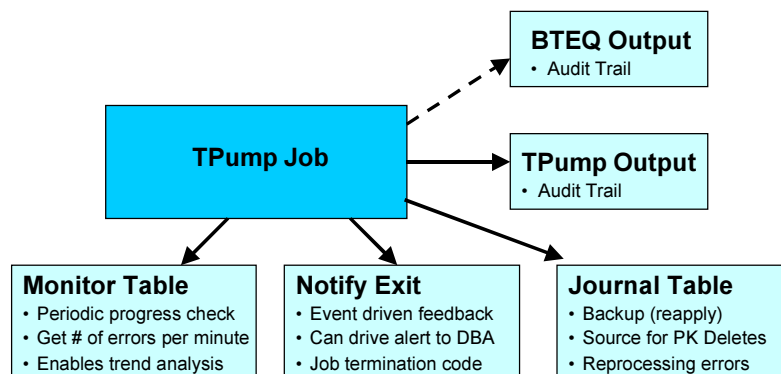 BTEQ Output
• Audit Trail
TPump Job
TPump Output
• Audit Trail
Monitor Table
• Periodic progress check
• Get # of errors per minute
• Enables trend analysis
Notify Exit
• Event driven feedback
• Can drive alert to DBA
• Job termination code
Journal Table
• Backup (reapply)
• Source for PK Deletes
• Reprocessing errors